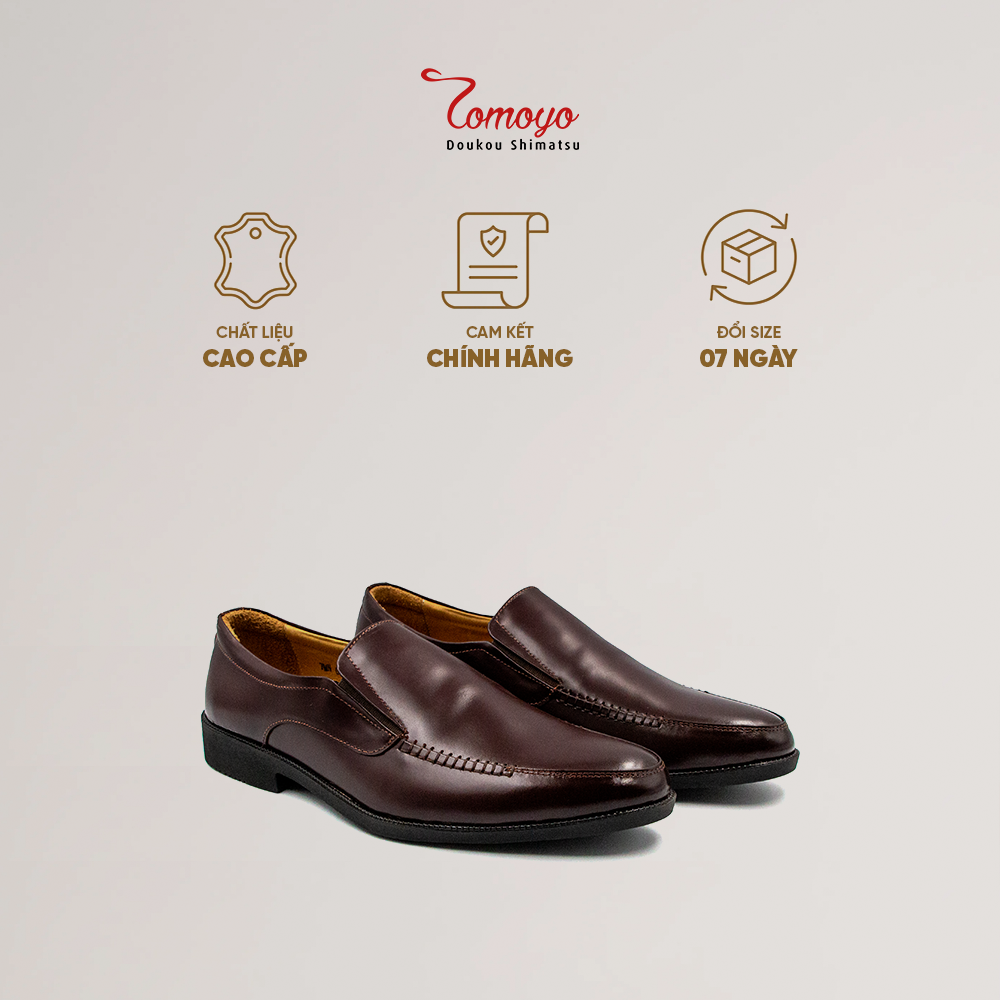 Tomoyo
Doukou Shimatsu
CHẤT LIỆU
CAO CẤP
CAM KẾT
CHÍNH HÃNG
ĐỔI SIZE
07 NGÀY